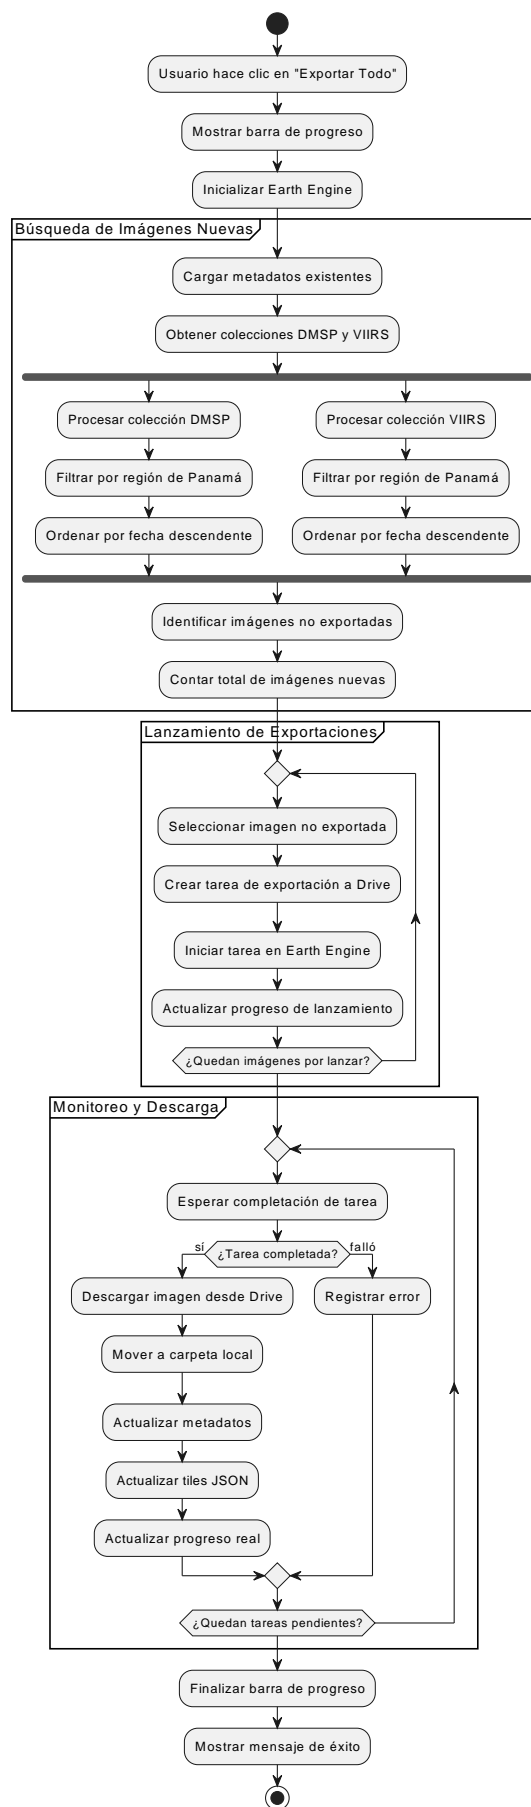 Usuario hace clic en "Exportar Todo"
Mostrar barra de progreso
Inicializar Earth Engine
Búsqueda de Imágenes Nuevas
Cargar metadatos existentes
Obtener colecciones DMSP y VIIRS
Procesar colección DMSP
Filtrar por región de Panamá
Ordenar por fecha descendente
Procesar colección VIIRS
Filtrar por región de Panamá
Ordenar por fecha descendente
Identificar imágenes no exportadas
Contar total de imágenes nuevas
Lanzamiento de Exportaciones
Seleccionar imagen no exportada
Crear tarea de exportación a Drive
Iniciar tarea en Earth Engine
Actualizar progreso de lanzamiento
¿Quedan imágenes por lanzar?
Monitoreo y Descarga
Esperar completación de tarea
¿Tarea completada?
sí
falló
Descargar imagen desde Drive
Mover a carpeta local
Actualizar metadatos
Actualizar tiles JSON
Actualizar progreso real
Registrar error
¿Quedan tareas pendientes?
Finalizar barra de progreso
Mostrar mensaje de éxito